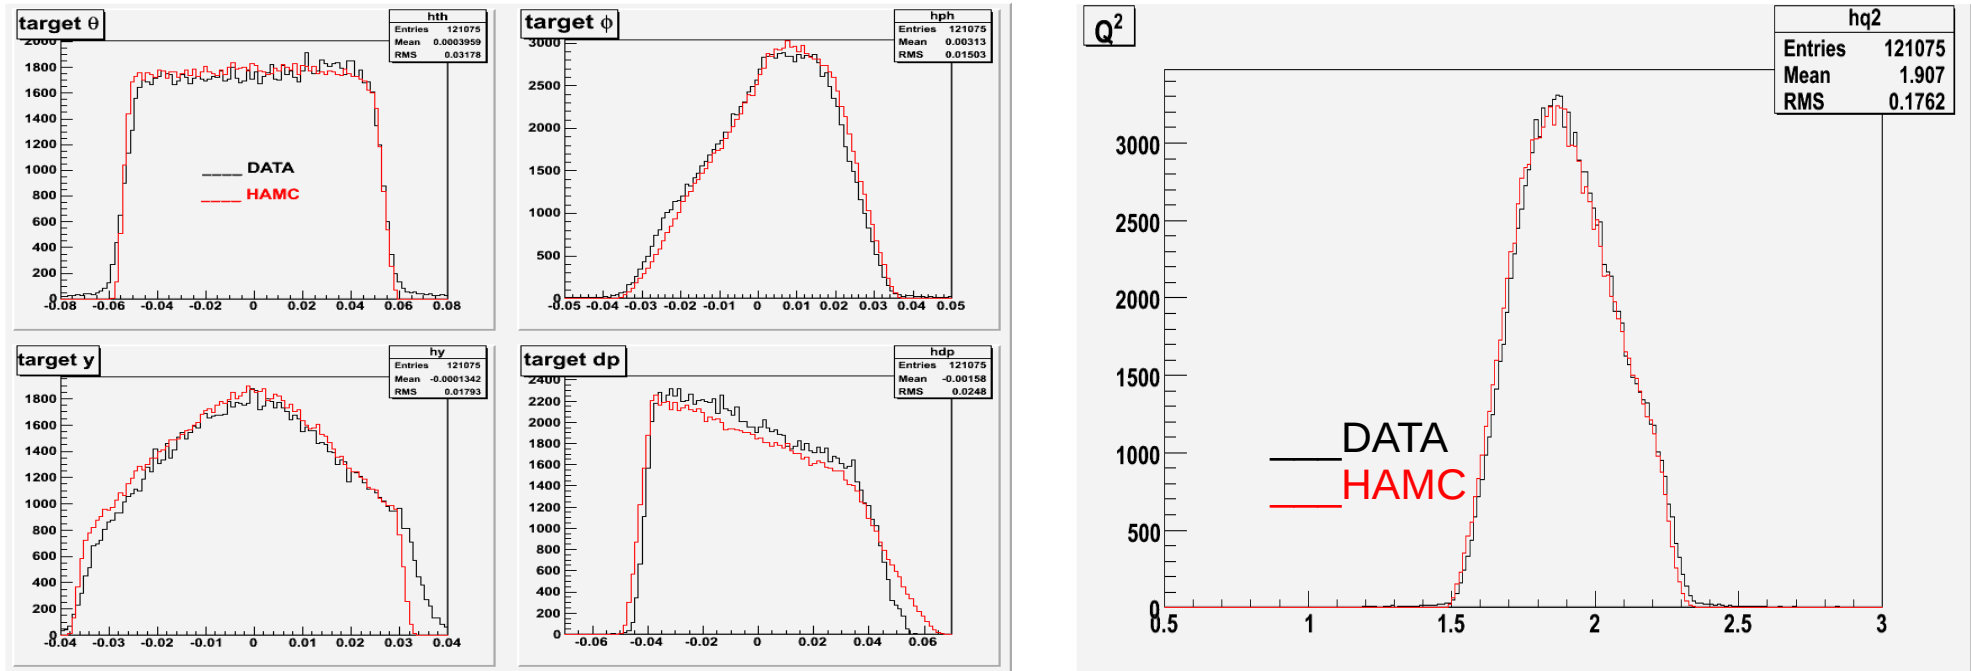 target θ
hth
Entries 121075
Mean 0.0003959
RMS 0.03178
2000
1800
1600
1400
1200
1000
800
600
400
200
0
-0.08 -0.06 -0.04 -0.02 0 0.02 0.04 0.06 0.08
DATA
HAMC
target ϕ
hph
Entries 121075
Mean 0.00313
RMS 0.01503
3000
2500
2000
1500
1000
500
0
-0.05 -0.04 -0.03 -0.02 -0.01 0 0.01 0.02 0.03 0.04 0.05
target y
hy
Entries 121075
Mean -0.0001342
RMS 0.01793
1800
1600
1400
1200
1000
800
600
400
200
0
-0.04 -0.03 -0.02 -0.01 0 0.01 0.02 0.03 0.04
target dp
hdp
Entries 121075
Mean -0.00158
RMS 0.0248
2400
2200
2000
1800
1600
1400
1200
1000
800
600
400
200
0
-0.06 -0.04 -0.02 0 0.02 0.04 0.06
Q²
hq2
Entries 121075
Mean 1.907
RMS 0.1762
3000
2500
2000
1500
1000
500
0
0.5 1 1.5 2 2.5 3
DATA
HAMC